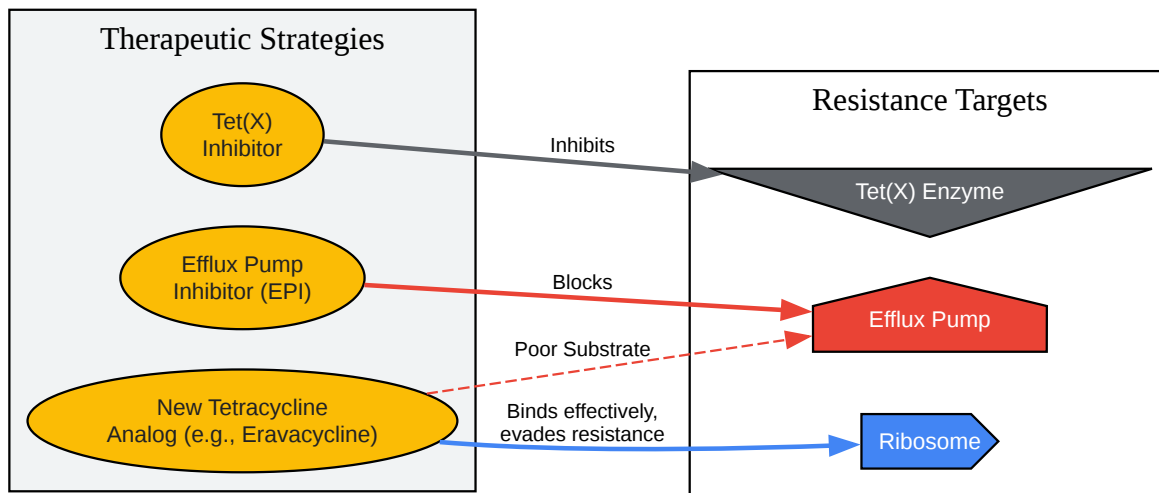 Therapeutic Strategies
Tet(X)
Inhibitor
Efflux Pump
Inhibitor (EPI)
New Tetracycline
Analog (e.g., Eravacycline)
Inhibits
Blocks
Poor Substrate
Binds effectively,
evades resistance
Resistance Targets
Tet(X) Enzyme
Efflux Pump
Ribosome